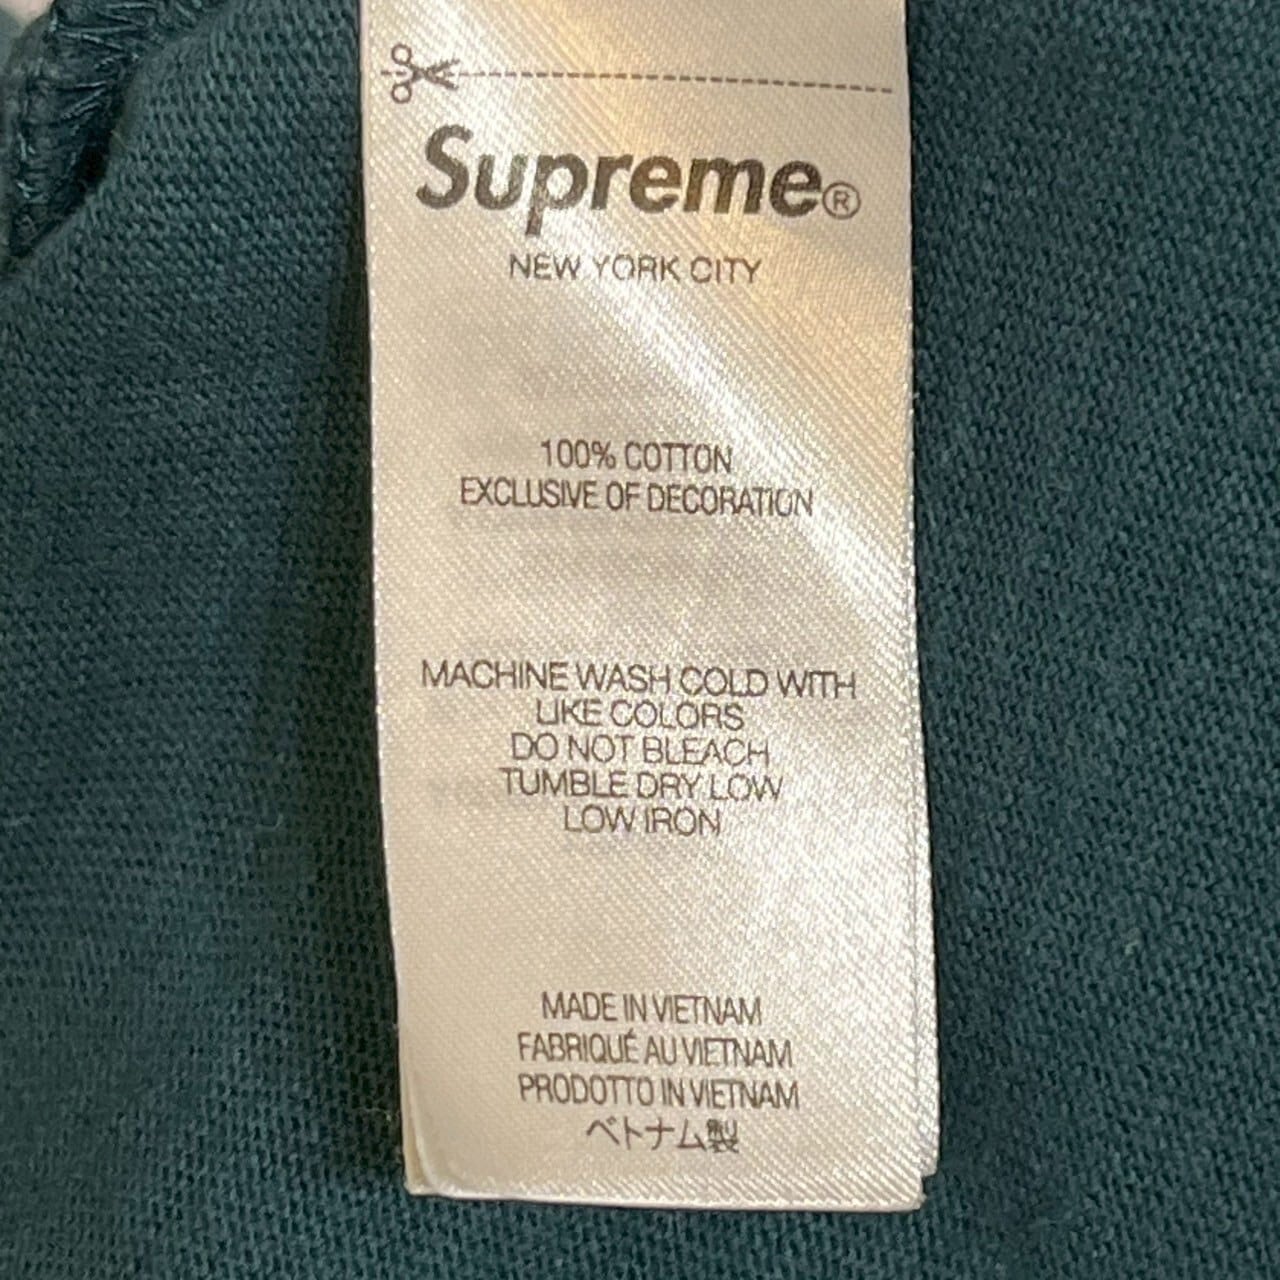 Supreme®
NEW YORK CITY
100% COTTON
EXCLUSIVE OF DECORATION
MACHINE WASH COLD WITH
LIKE COLORS
DO NOT BLEACH
TUMBLE DRY LOW
LOW IRON
MADE IN VIETNAM
FABRIQUÉ AU VIETNAM
PRODOTTO IN VIETNAM
ベトナム製